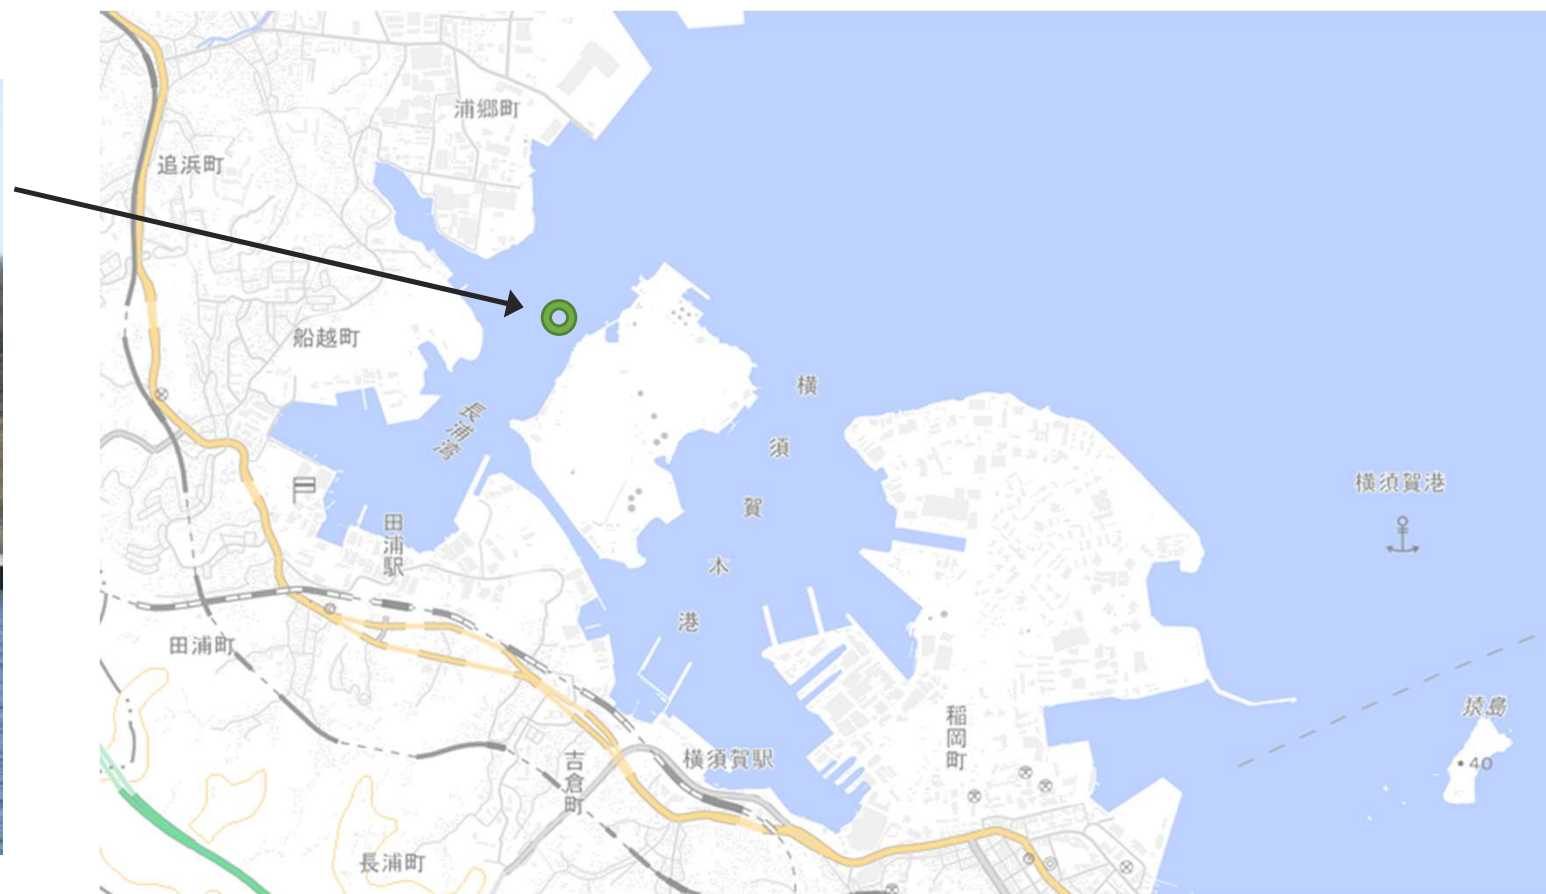 浦郷町
追浜町
船越町
長浦湾
横須賀本港
横須賀港
田浦駅
田浦町
稲岡町
猿島
40
横須賀駅
吉倉町
長浦町